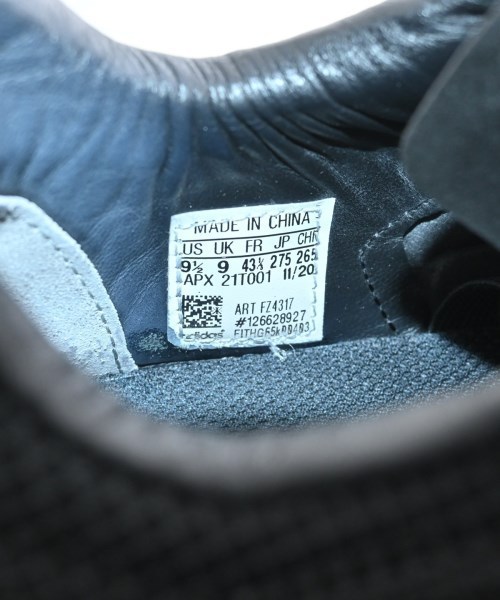 MADE IN CHINA
US UK FR JP CHN
9½ 9 43⅓ 275 265
APX 21T001 11/20
ART FZ4317
#126628927
adidas